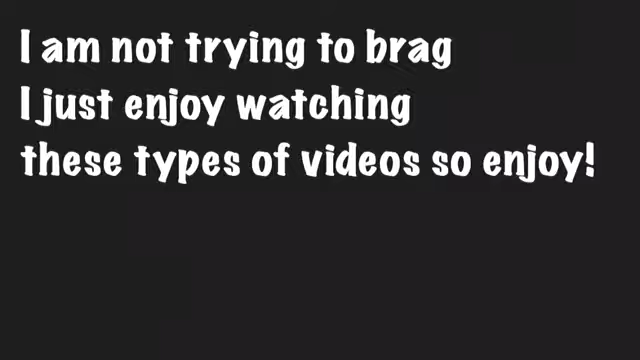 I am not trying to brag
I just enjoy watching
these types of videos so enjoy!